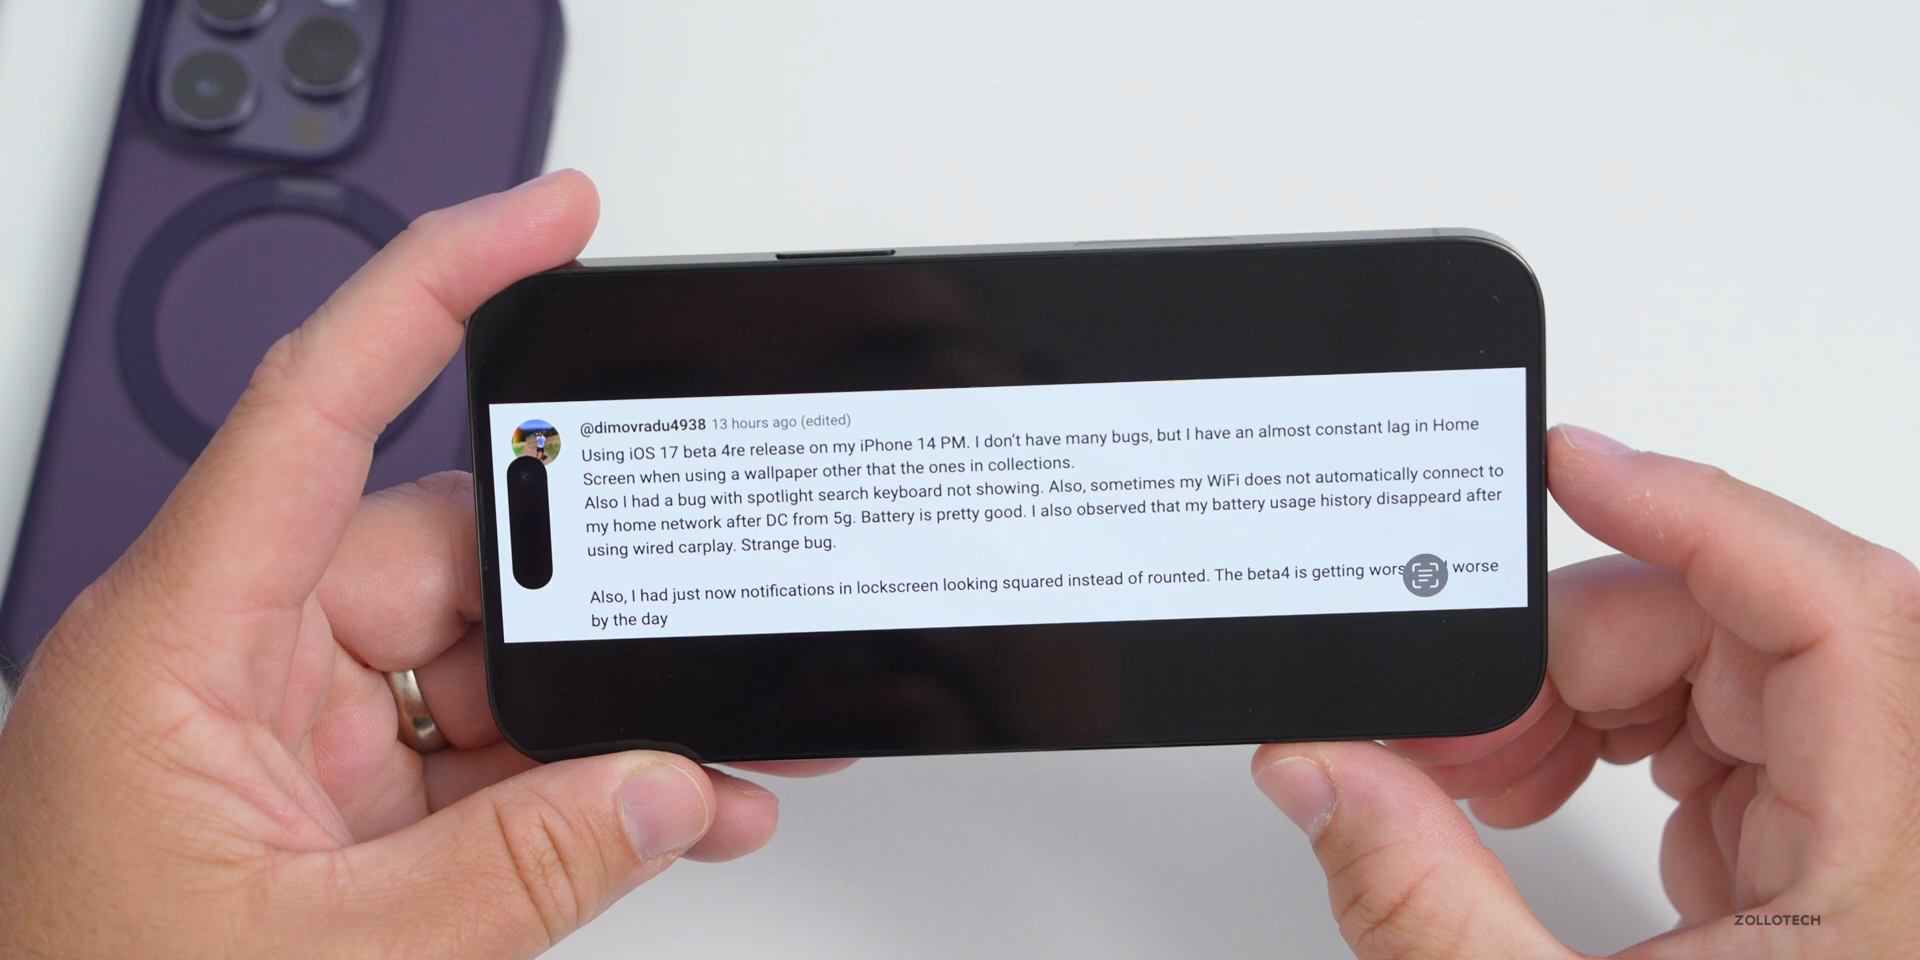 @dimovradu4938 13 hours ago (edited)
Using iOS 17 beta 4re release on my iPhone 14 PM. I don't have many bugs, but I have an almost constant lag in Home
Screen when using a wallpaper other that the ones in collections.
Also I had a bug with spotlight search keyboard not showing. Also, sometimes my WiFi does not automatically connect to
my home network after DC from 5g. Battery is pretty good. I also observed that my battery usage history disappeard after
using wired carplay. Strange bug.
Also, I had just now notifications in lockscreen looking squared instead of rounted. The beta4 is getting worse
by the day
ZOLLOTECH